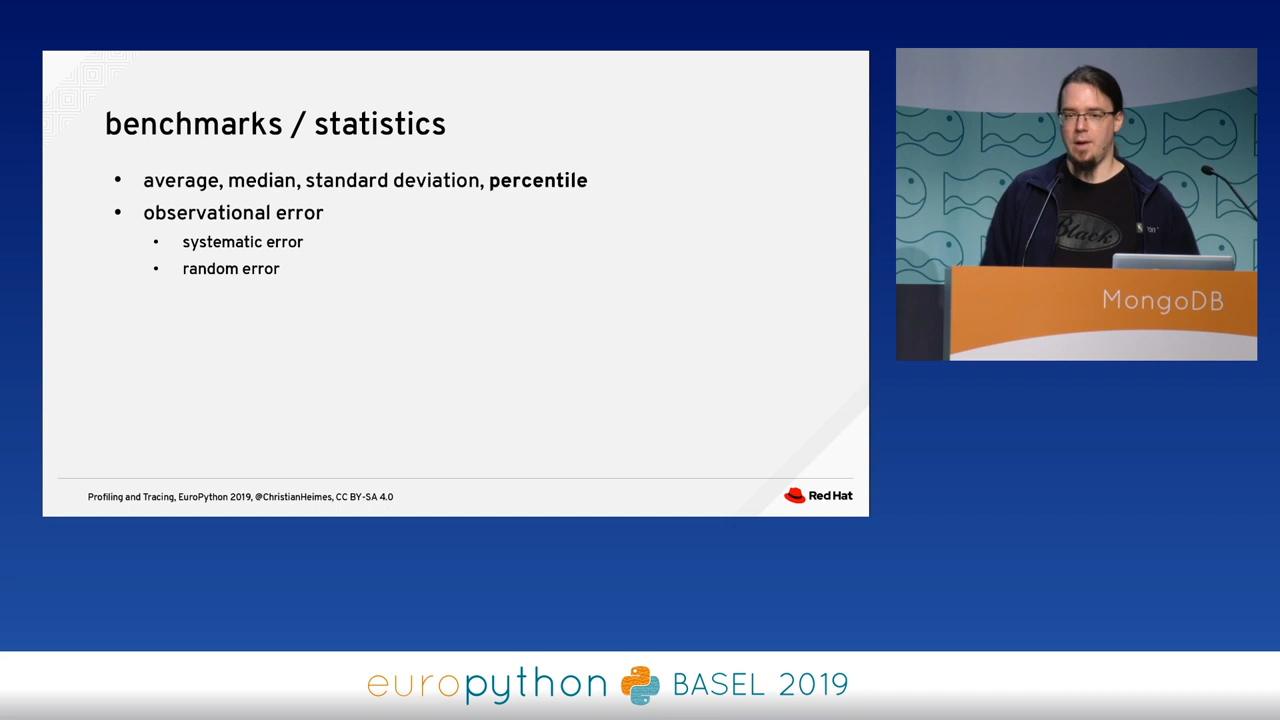 benchmarks / statistics
• average, median, standard deviation, percentile
• observational error
• systematic error
• random error
Profiling and Tracing, EuroPython 2019, @ChristianHeimes, CC BY-SA 4.0
Red Hat
Black
MongoDB
europython BASEL 2019